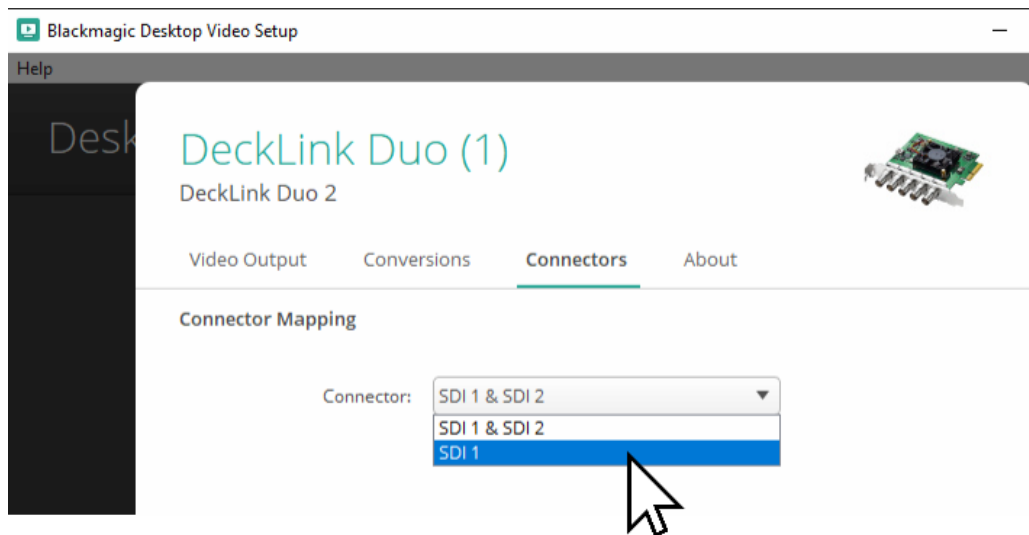 Blackmagic Desktop Video Setup
Help
Desk
DeckLink Duo (1)
DeckLink Duo 2
Video Output Conversions Connectors About
Connector Mapping
Connector: SDI 1 & SDI 2
SDI 1 & SDI 2
SDI 1